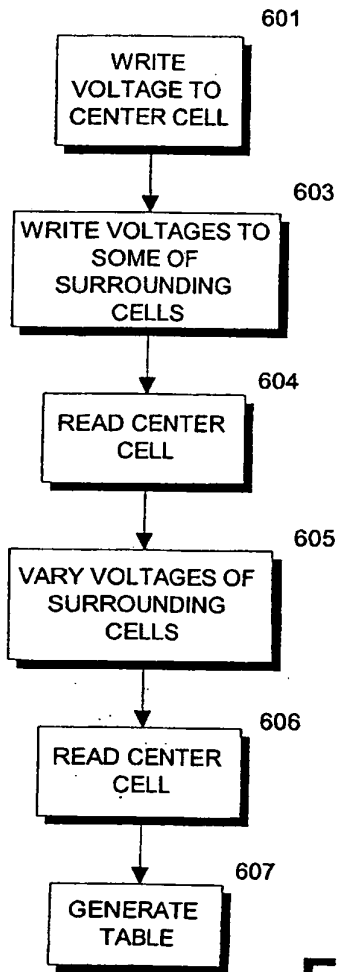 601
WRITE
VOLTAGE TO
CENTER CELL
603
WRITE VOLTAGES TO
SOME OF
SURROUNDING
CELLS
604
READ CENTER
CELL
605
VARY VOLTAGES OF
SURROUNDING
CELLS
606
READ CENTER
CELL
607
GENERATE
TABLE